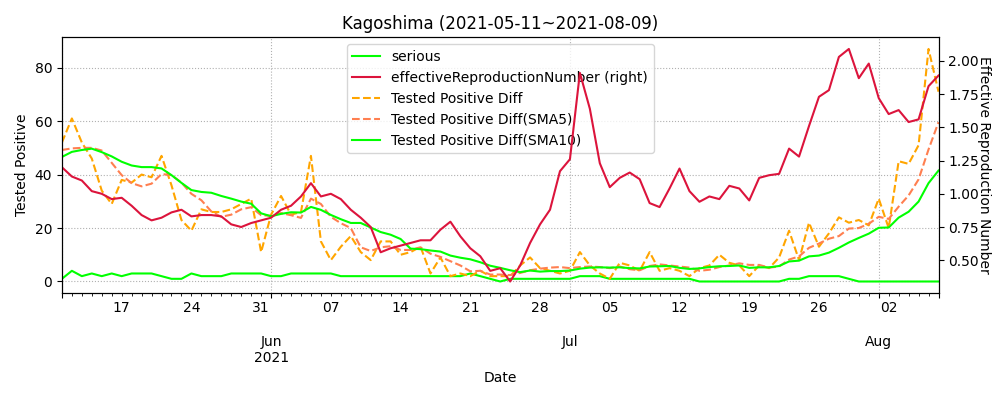 Kagoshima (2021-05-11~2021-08-09)
serious
effectiveReproductionNumber (right)
Tested Positive Diff
Tested Positive Diff(SMA5)
Tested Positive Diff(SMA10)
Tested Positive
80
60
40
20
0
2.00
1.75
1.50
1.25
1.00
0.75
0.50
Effective Reproduction Number
17 24 31 07 14 21 28 05 12 19 26 02
Jun Jul Aug
2021
Date